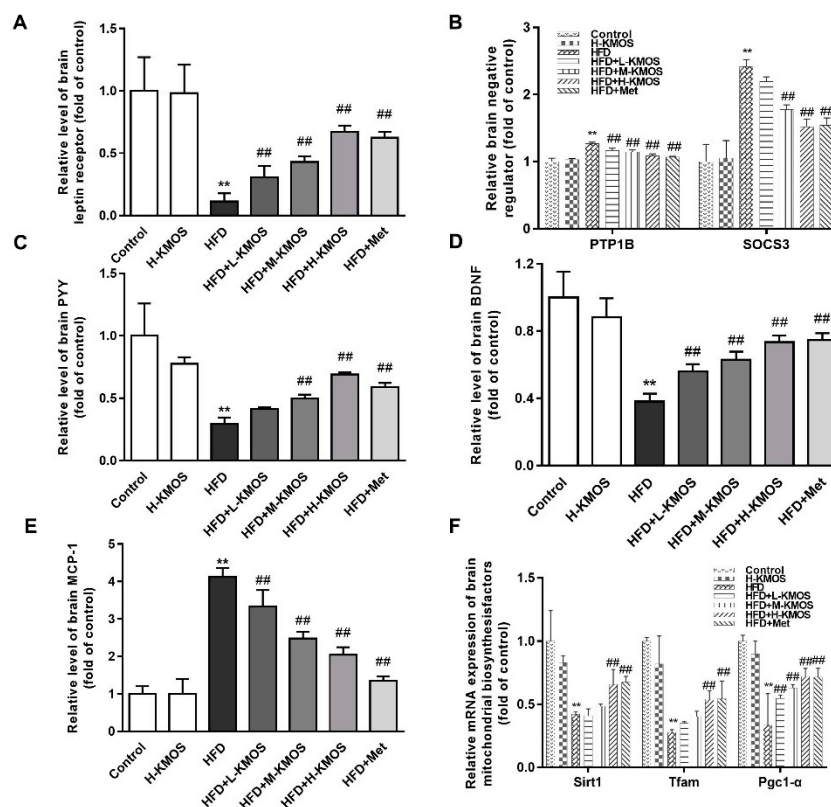 A
Relative level of brain
leptin receptor (fold of control)
1.5
1.0
0.5
0.0
##
##
##
##
**
Control
H-KMOS
HFD
HFD+L-KMOS
HFD+M-KMOS
HFD+H-KMOS
HFD+Met
B
Relative brain negative
regulator (fold of control)
3
2
1
0
Control
H-KMOS
HFD
HFD+L-KMOS
HFD+M-KMOS
HFD+H-KMOS
HFD+Met
**
##
##
##
##
**
##
##
##
PTP1B
SOCS3
C
Relative level of brain PYY
(fold of control)
1.5
1.0
0.5
0.0
**
##
##
##
Control
H-KMOS
HFD
HFD+L-KMOS
HFD+M-KMOS
HFD+H-KMOS
HFD+Met
D
Relative level of brain BDNF
(fold of control)
1.2
0.8
0.4
0.0
**
##
##
##
##
Control
H-KMOS
HFD
HFD+L-KMOS
HFD+M-KMOS
HFD+H-KMOS
HFD+Met
E
Relative level of brain MCP-1
(fold of control)
5
4
3
2
1
0
**
##
##
##
##
Control
H-KMOS
HFD
HFD+L-KMOS
HFD+M-KMOS
HFD+H-KMOS
HFD+Met
F
Relative mRNA expression of brain
mitochondrial biosynthesisfactors
(fold of control)
1.5
1.0
0.5
0.0
Control
H-KMOS
HFD
HFD+L-KMOS
HFD+M-KMOS
HFD+H-KMOS
HFD+Met
**
##
##
**
##
##
**
##
##
##
##
Sirt1
Tfam
Pgc1-α